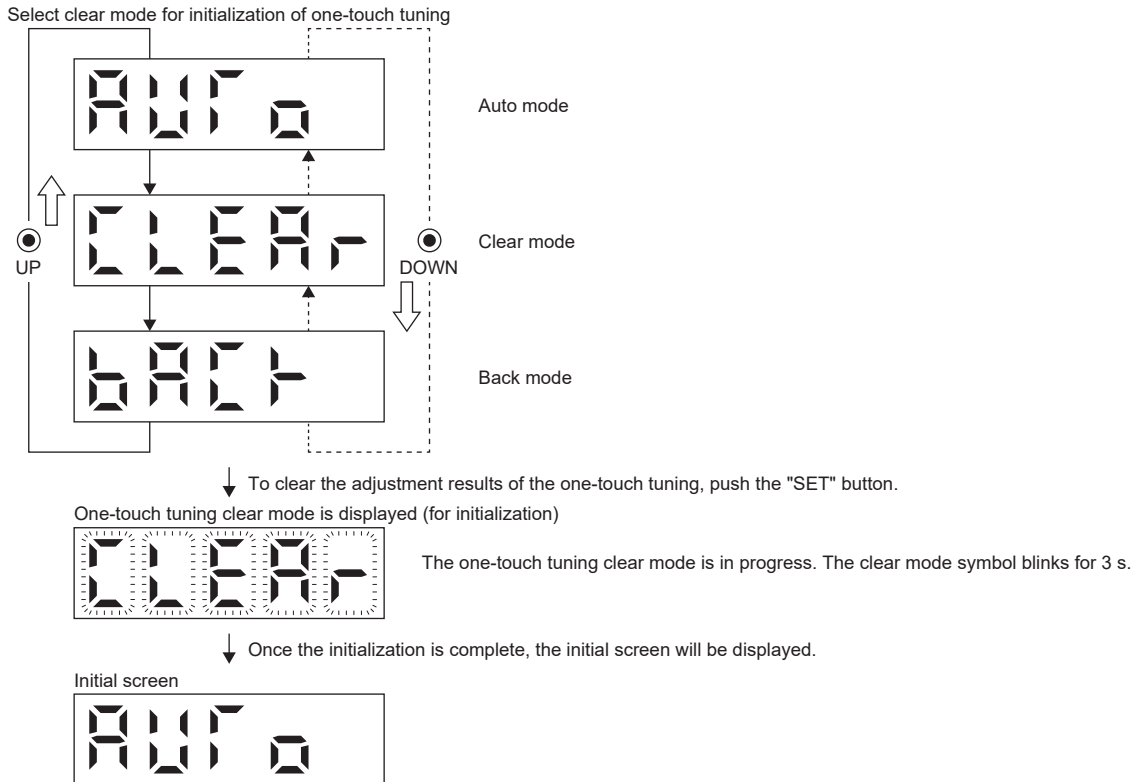 Select clear mode for initialization of one-touch tuning
AUTo
Auto mode
UP
CLEAr
DOWN
Clear mode
bACk
Back mode
To clear the adjustment results of the one-touch tuning, push the "SET" button.
One-touch tuning clear mode is displayed (for initialization)
CLEAr
The one-touch tuning clear mode is in progress. The clear mode symbol blinks for 3 s.
Once the initialization is complete, the initial screen will be displayed.
Initial screen
AUTo